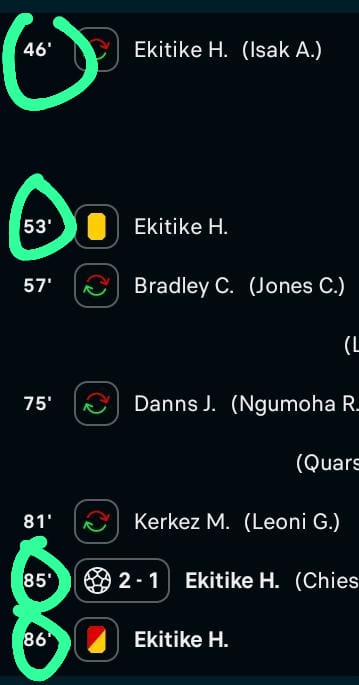 46' Ekitike H. (Isak A.)
53' Ekitike H.
57' Bradley C. (Jones C.)
(L
75' Danns J. (Ngumoha R.
(Quars
81' Kerkez M. (Leoni G.)
85' 2 - 1 Ekitike H. (Chies
86' Ekitike H.